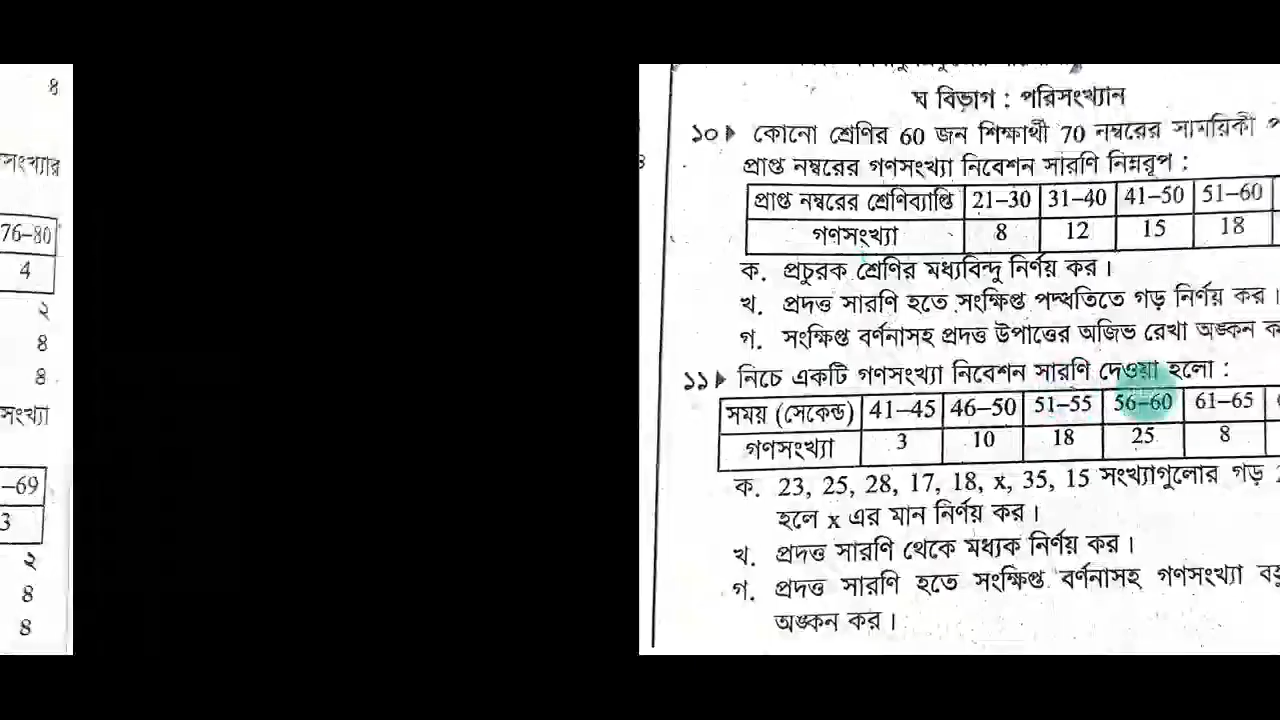 ৪
সংখ্যার
76–80
4
২
৪
৪
সংখ্যা
–69
3
২
৪
৪
ঘ বিভাগ : পরিসংখ্যান
১০▶ কোনো শ্রেণির 60 জন শিক্ষার্থী 70 নম্বরের সাময়িকী
প্রাপ্ত নম্বরের গণসংখ্যা নিবেশন সারণি নিম্নরূপ :
প্রাপ্ত নম্বরের শ্রেণিব্যাপ্তি 21–30 31–40 41–50 51–60
গণসংখ্যা 8 12 15 18
ক. প্রচুরক শ্রেণির মধ্যবিন্দু নির্ণয় কর।
খ. প্রদত্ত সারণি হতে সংক্ষিপ্ত পদ্ধতিতে গড় নির্ণয় কর।
গ. সংক্ষিপ্ত বর্ণনাসহ প্রদত্ত উপাত্তের অজিভ রেখা অঙ্কন
১১▶ নিচে একটি গণসংখ্যা নিবেশন সারণি দেওয়া হলো :
সময় (সেকেন্ড) 41–45 46–50 51–55 56–60 61–65
গণসংখ্যা 3 10 18 25 8
ক. 23, 25, 28, 17, 18, x, 35, 15 সংখ্যাগুলোর গড়
হলে x এর মান নির্ণয় কর।
খ. প্রদত্ত সারণি থেকে মধ্যক নির্ণয় কর।
গ. প্রদত্ত সারণি হতে সংক্ষিপ্ত বর্ণনাসহ গণসংখ্যা
অঙ্কন কর।